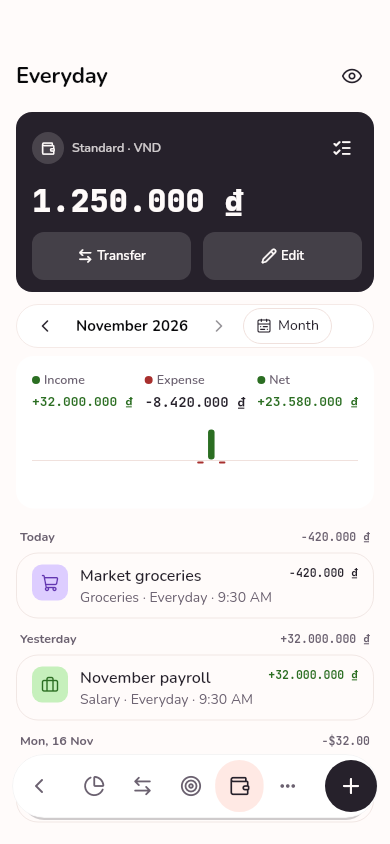 Everyday
Standard · VND
1.250.000 ₫
Transfer
Edit
November 2026
Month
Income
Expense
Net
+32.000.000 ₫
-8.420.000 ₫
+23.580.000 ₫
Today
-420.000 ₫
Market groceries
-420.000 ₫
Groceries · Everyday · 9:30 AM
Yesterday
+32.000.000 ₫
November payroll
+32.000.000 ₫
Salary · Everyday · 9:30 AM
Mon, 16 Nov
-$32.00